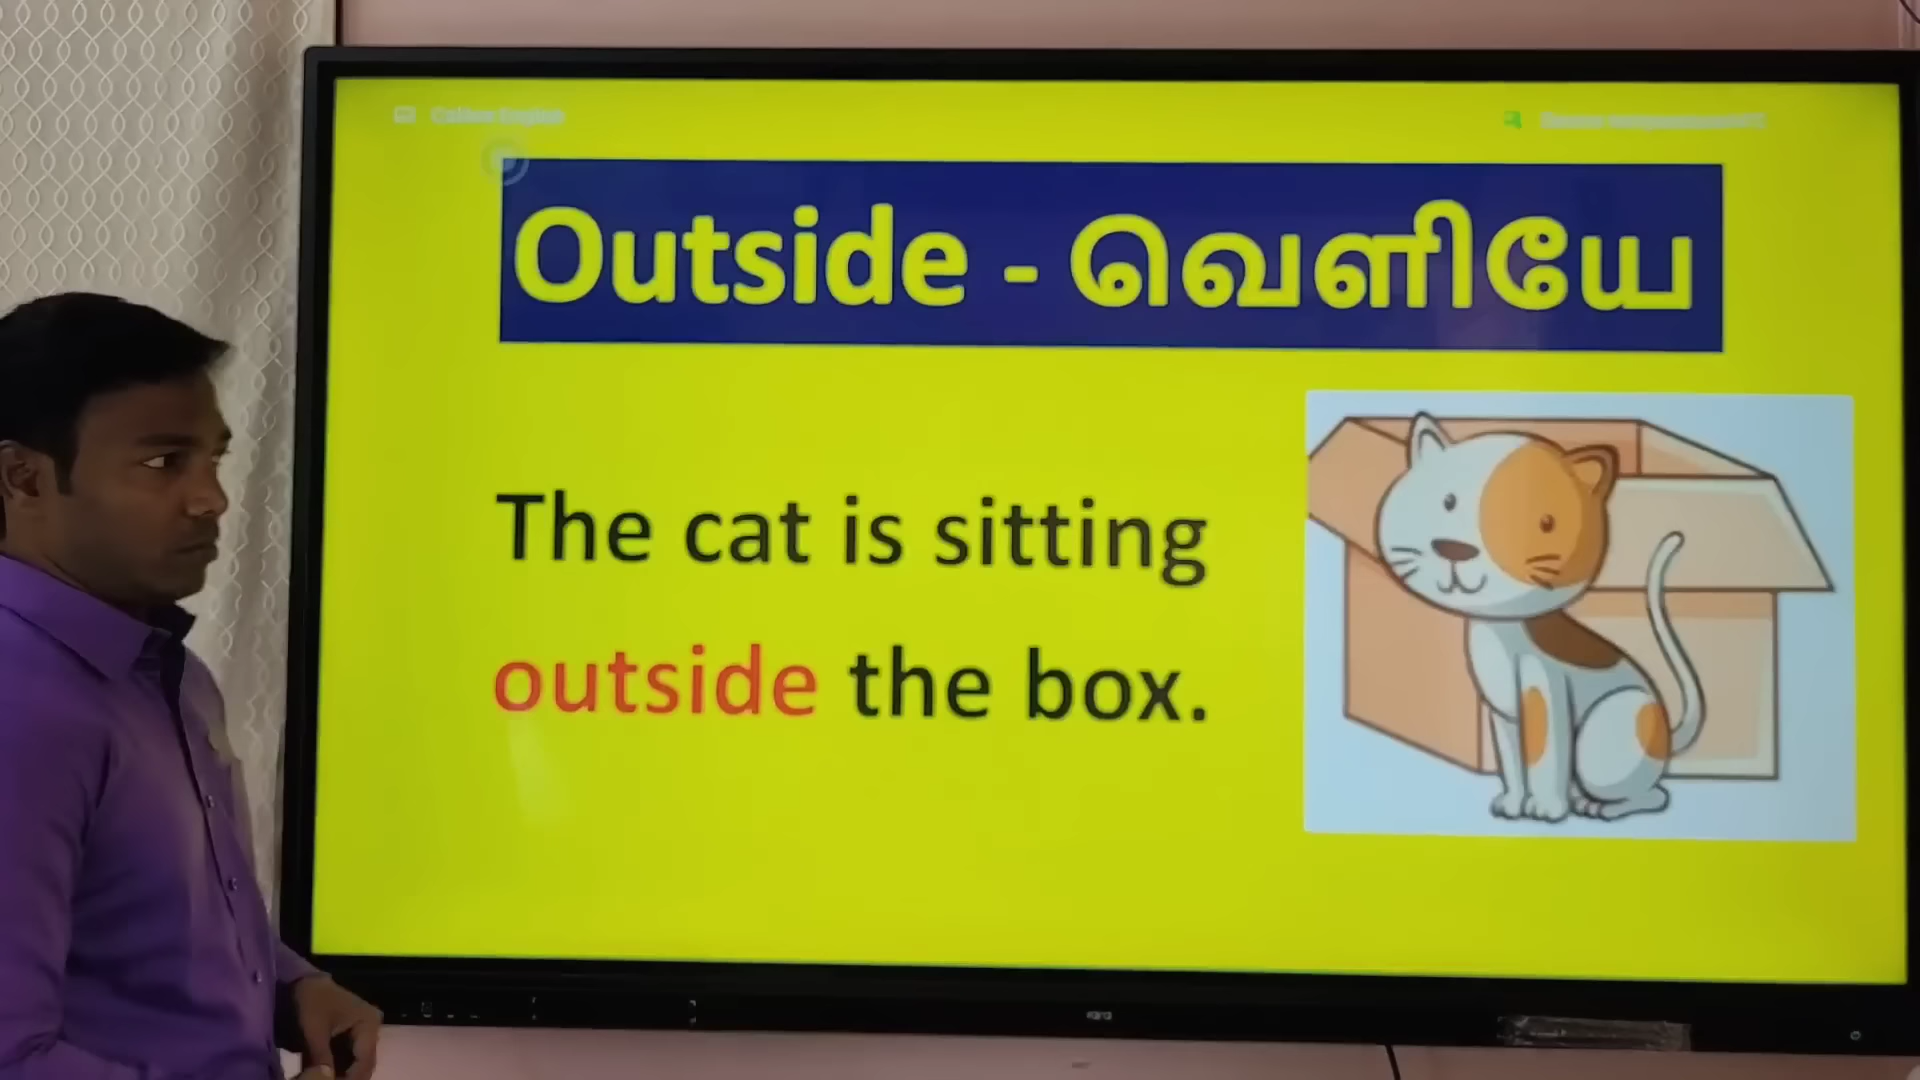 Outside - வெளியே
The cat is sitting
outside the box.